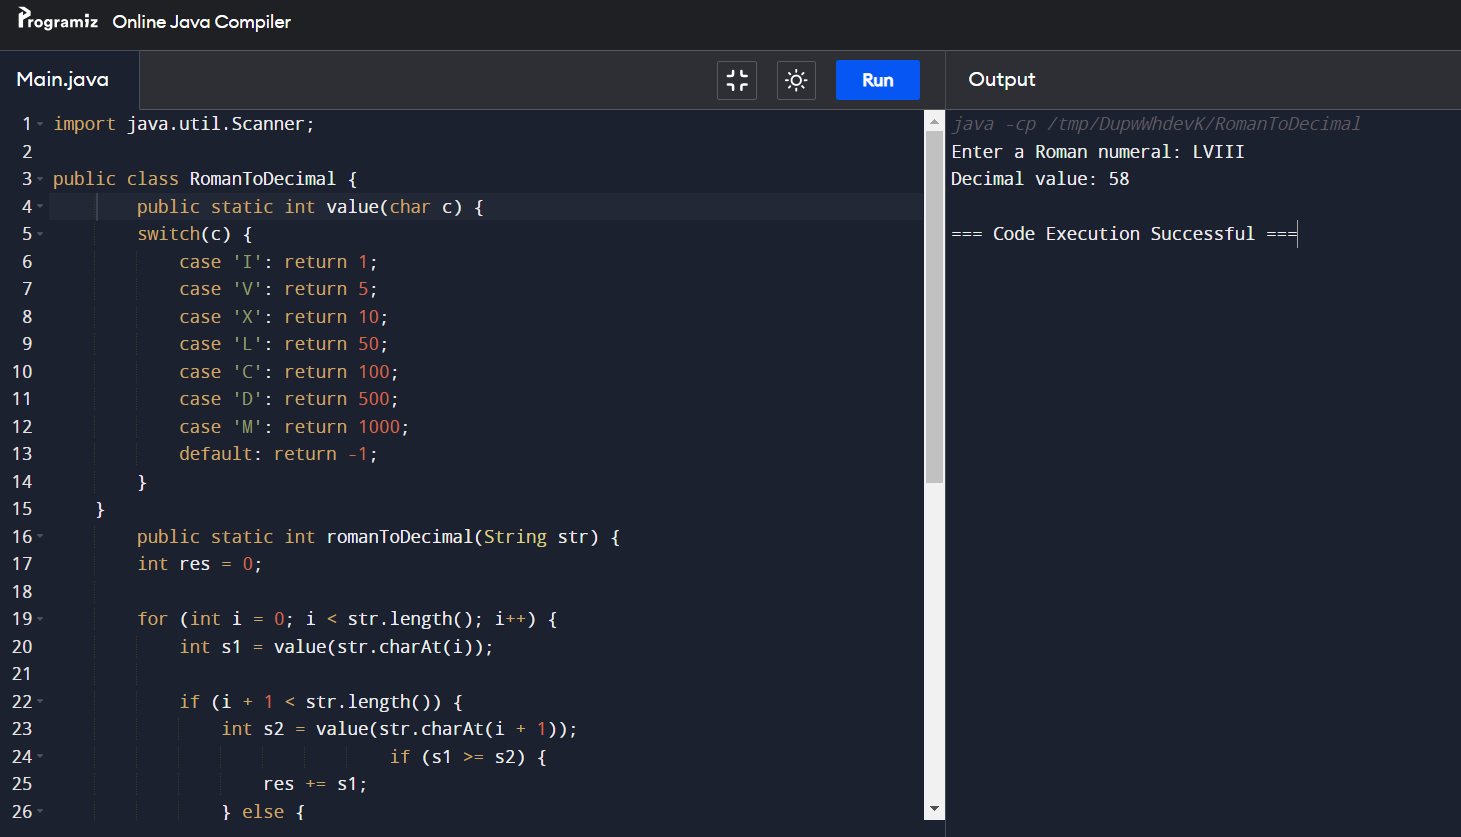 Programiz Online Java Compiler
Main.java
Run
Output
1 import java.util.Scanner;
2
3 public class RomanToDecimal {
4 public static int value(char c) {
5 switch(c) {
6 case 'I': return 1;
7 case 'V': return 5;
8 case 'X': return 10;
9 case 'L': return 50;
10 case 'C': return 100;
11 case 'D': return 500;
12 case 'M': return 1000;
13 default: return -1;
14 }
15 }
16 public static int romanToDecimal(String str) {
17 int res = 0;
18
19 for (int i = 0; i < str.length(); i++) {
20 int s1 = value(str.charAt(i));
21
22 if (i + 1 < str.length()) {
23 int s2 = value(str.charAt(i + 1));
24 if (s1 >= s2) {
25 res += s1;
26 } else {
java -cp /tmp/DupwWhdevK/RomanToDecimal
Enter a Roman numeral: LVIII
Decimal value: 58
=== Code Execution Successful ===